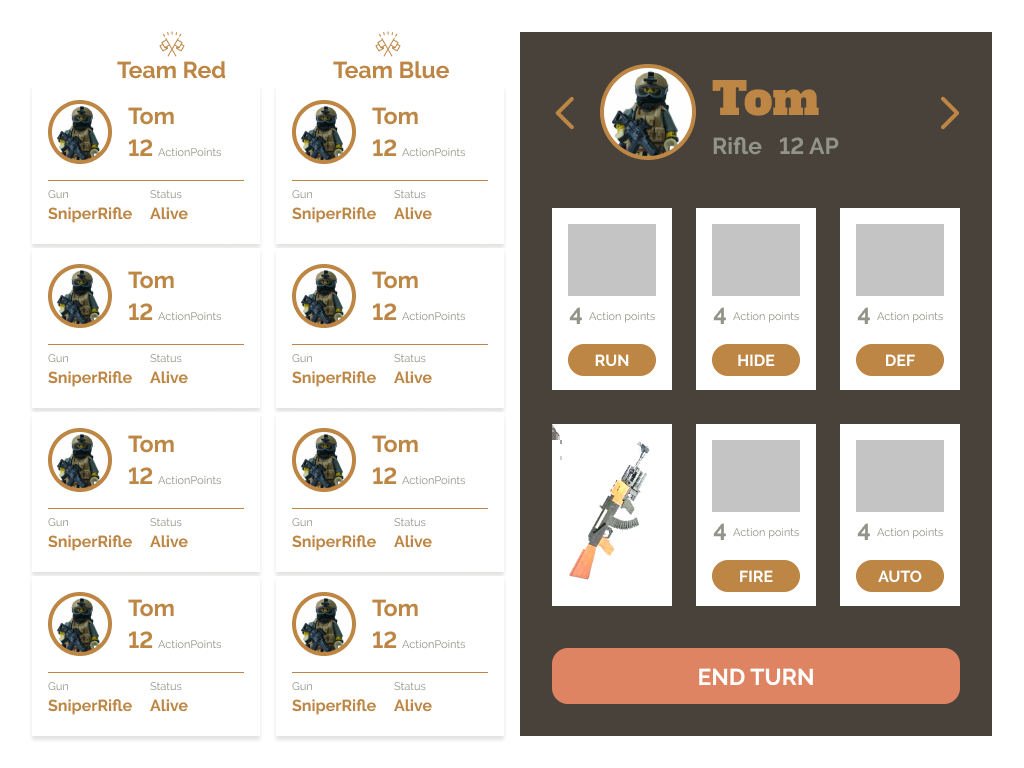 Team Red
Tom
12 ActionPoints
Gun Status
SniperRifle Alive
Tom
12 ActionPoints
Gun Status
SniperRifle Alive
Tom
12 ActionPoints
Gun Status
SniperRifle Alive
Tom
12 ActionPoints
Gun Status
SniperRifle Alive
Team Blue
Tom
12 ActionPoints
Gun Status
SniperRifle Alive
Tom
12 ActionPoints
Gun Status
SniperRifle Alive
Tom
12 ActionPoints
Gun Status
SniperRifle Alive
Tom
12 ActionPoints
Gun Status
SniperRifle Alive
Tom
Rifle 12 AP
4 Action points
RUN
4 Action points
HIDE
4 Action points
DEF
4 Action points
FIRE
4 Action points
AUTO
END TURN